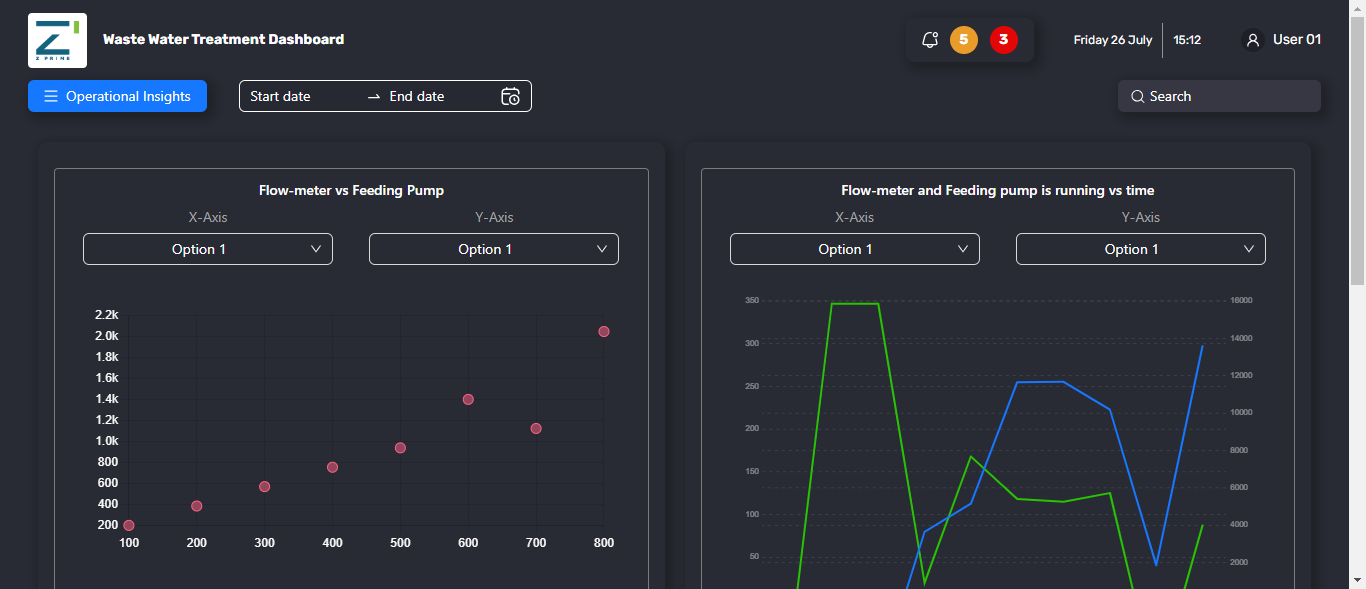 Z PRIME
Waste Water Treatment Dashboard
5
3
Friday 26 July
15:12
User 01
Operational Insights
Start date
End date
Search
Flow-meter vs Feeding Pump
X-Axis
Y-Axis
Option 1
Option 1
2.2k
2.0k
1.8k
1.6k
1.4k
1.2k
1.0k
800
600
400
200
100
200
300
400
500
600
700
800
Flow-meter and Feeding pump is running vs time
X-Axis
Y-Axis
Option 1
Option 1
350
300
250
200
150
100
50
16000
14000
12000
10000
8000
6000
4000
2000